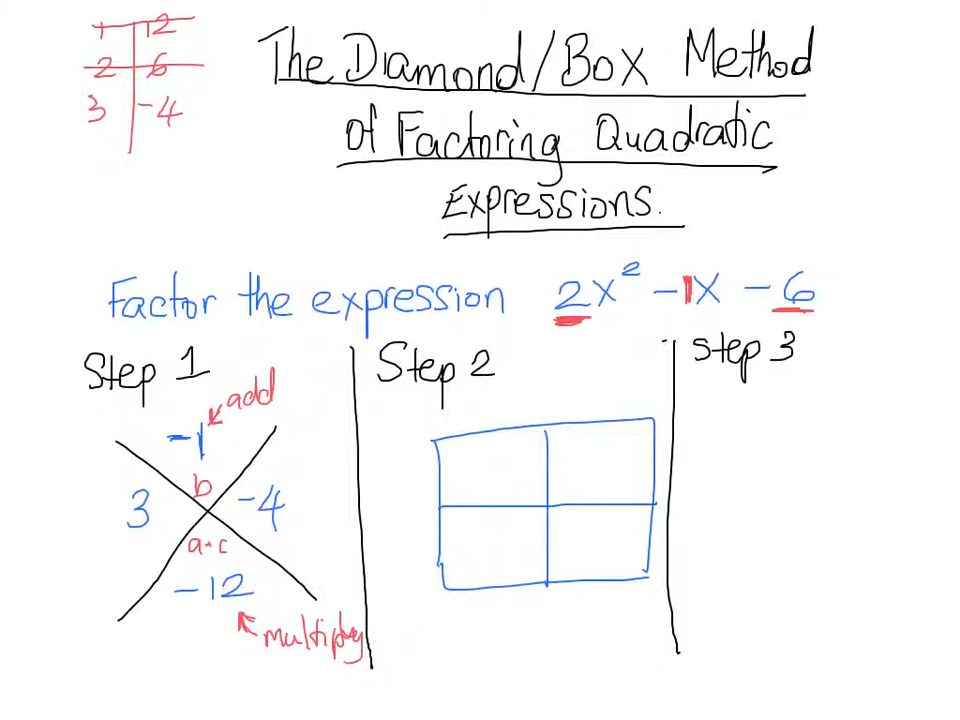 1 12
2 6
3 -4
The Diamond/Box Method
of Factoring Quadratic
Expressions.
Factor the expression 2x² -1x - 6
Step 1
add
-1
b
3 -4
a·c
-12
multiply
Step 2
Step 3